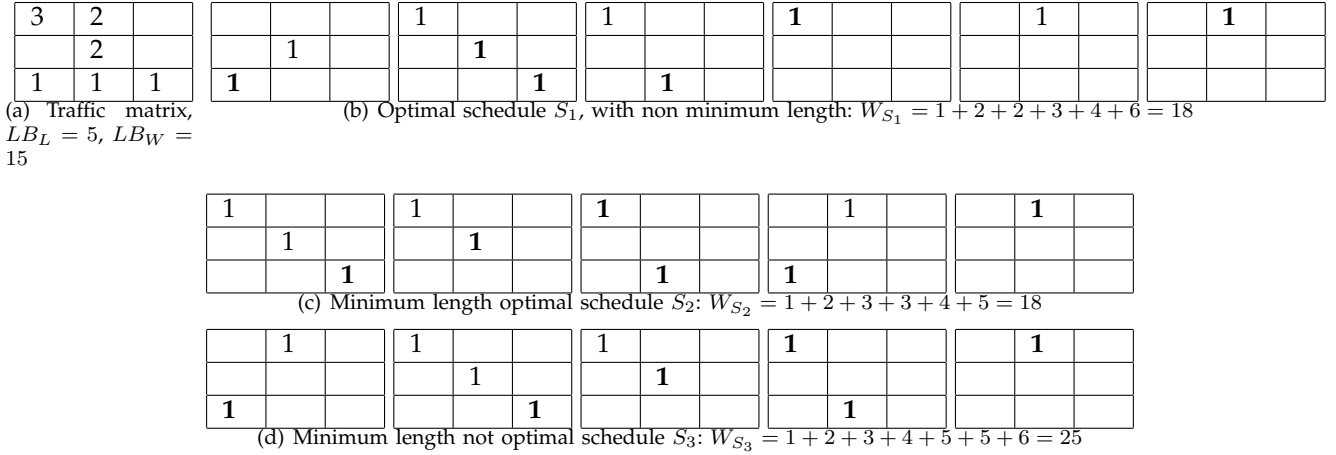 3 2 1 1 1 1 1
2 1 1
1 1 1 1 1 1
(a) Traffic matrix,
$LB_L = 5$, $LB_W =$
15
(b) Optimal schedule $S_1$, with non minimum length: $W_{S_1} = 1 + 2 + 2 + 3 + 4 + 6 = 18$
1 1 1 1 1
1 1
1 1 1
(c) Minimum length optimal schedule $S_2$: $W_{S_2} = 1 + 2 + 3 + 3 + 4 + 5 = 18$
1 1 1 1 1
1 1
1 1 1
(d) Minimum length not optimal schedule $S_3$: $W_{S_3} = 1 + 2 + 3 + 4 + 5 + 5 + 6 = 25$